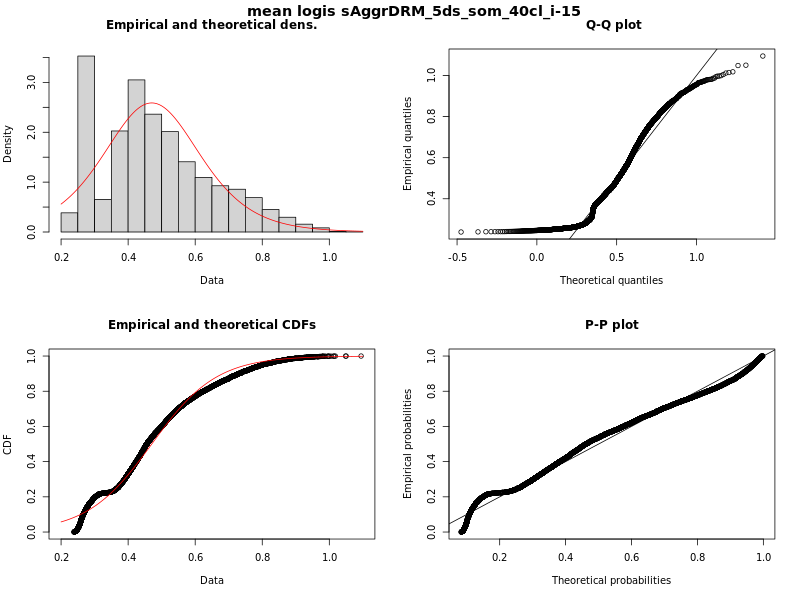 mean logis sAggrDRM_5ds_som_40cl_i-15
Empirical and theoretical dens.
Density
0.0 1.0 2.0 3.0
0.2 0.4 0.6 0.8 1.0
Data
Q-Q plot
Empirical quantiles
0.4 0.6 0.8 1.0
-0.5 0.0 0.5 1.0
Theoretical quantiles
Empirical and theoretical CDFs
CDF
0.0 0.2 0.4 0.6 0.8 1.0
0.2 0.4 0.6 0.8 1.0
Data
P-P plot
Empirical probabilities
0.0 0.2 0.4 0.6 0.8 1.0
0.2 0.4 0.6 0.8 1.0
Theoretical probabilities